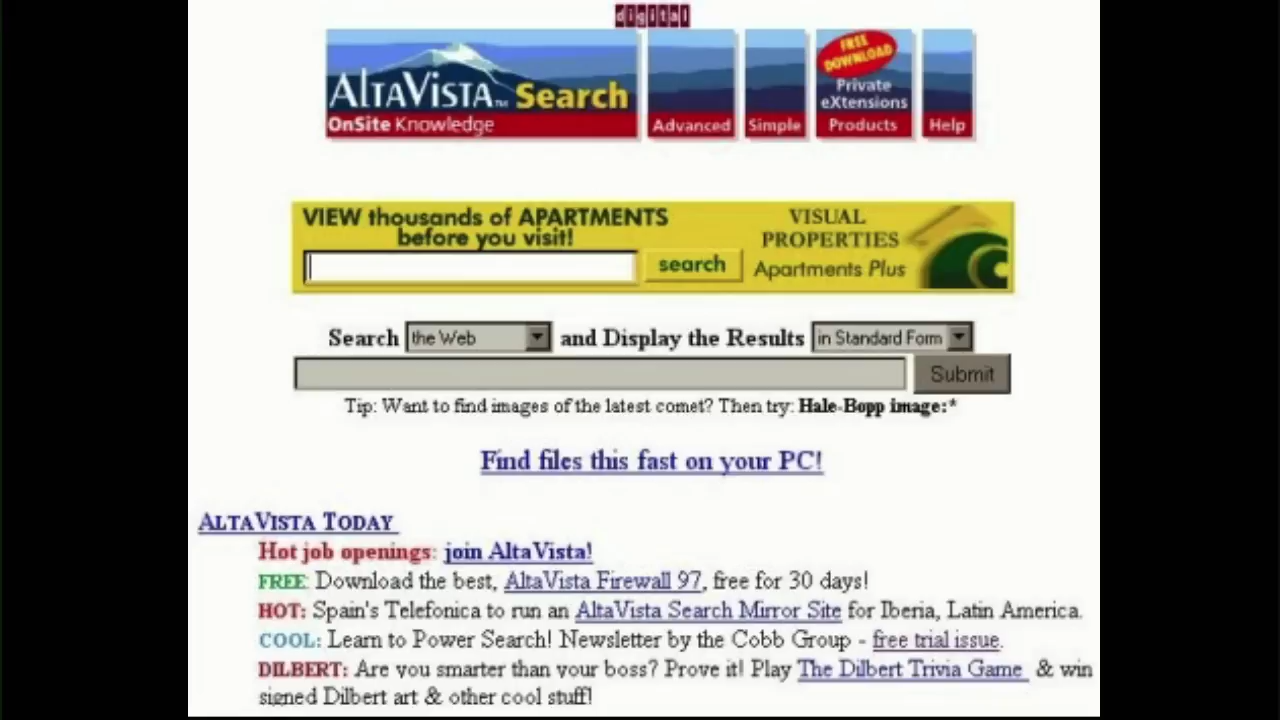 digital
ALTAVISTA™ Search
OnSite Knowledge
Advanced
Simple
FREE DOWNLOAD
Private eXtensions
Products
Help
VIEW thousands of APARTMENTS
before you visit!
search
VISUAL
PROPERTIES
Apartments Plus
Search the Web and Display the Results in Standard Form
Submit
Tip: Want to find images of the latest comet? Then try: Hale-Bopp image:*
Find files this fast on your PC!
ALTAVISTA TODAY
Hot job openings: join AltaVista!
FREE: Download the best, AltaVista Firewall 97, free for 30 days!
HOT: Spain's Telefonica to run an AltaVista Search Mirror Site for Iberia, Latin America.
COOL: Learn to Power Search! Newsletter by the Cobb Group - free trial issue.
DILBERT: Are you smarter than your boss? Prove it! Play The Dilbert Trivia Game & win
signed Dilbert art & other cool stuff!